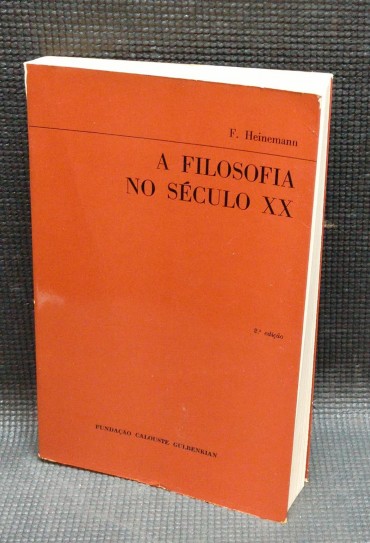 F. Heinemann
A FILOSOFIA
NO SÉCULO XX
2.ª edição
FUNDAÇÃO CALOUSTE GULBENKIAN